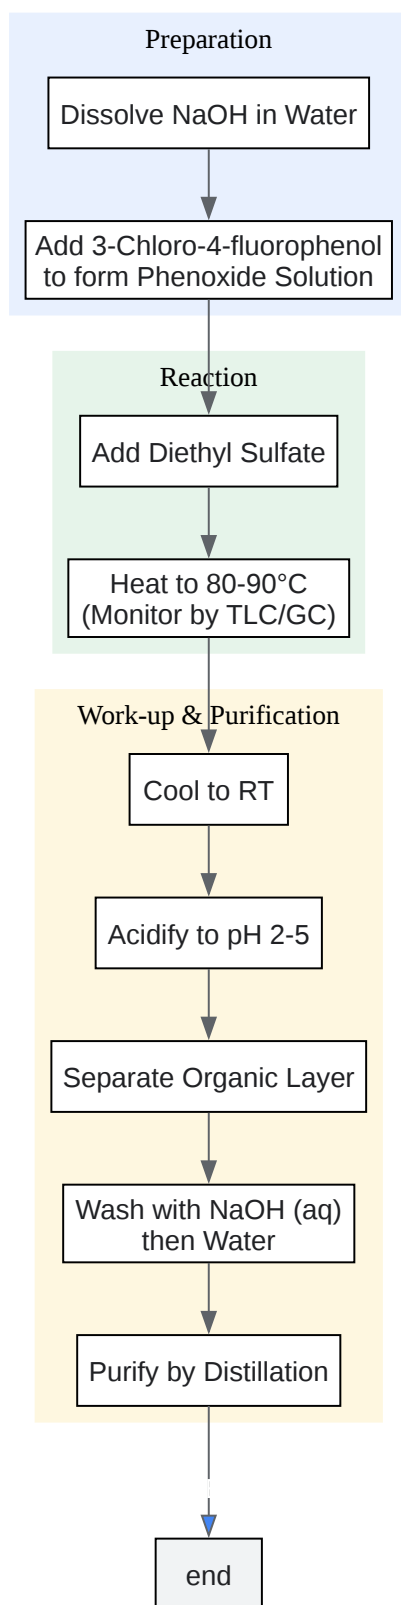 Preparation
Dissolve NaOH in Water
Add 3-Chloro-4-fluorophenol
to form Phenoxide Solution
Reaction
Add Diethyl Sulfate
Heat to 80-90°C
(Monitor by TLC/GC)
Work-up & Purification
Cool to RT
Acidify to pH 2-5
Separate Organic Layer
Wash with NaOH (aq)
then Water
Purify by Distillation
end